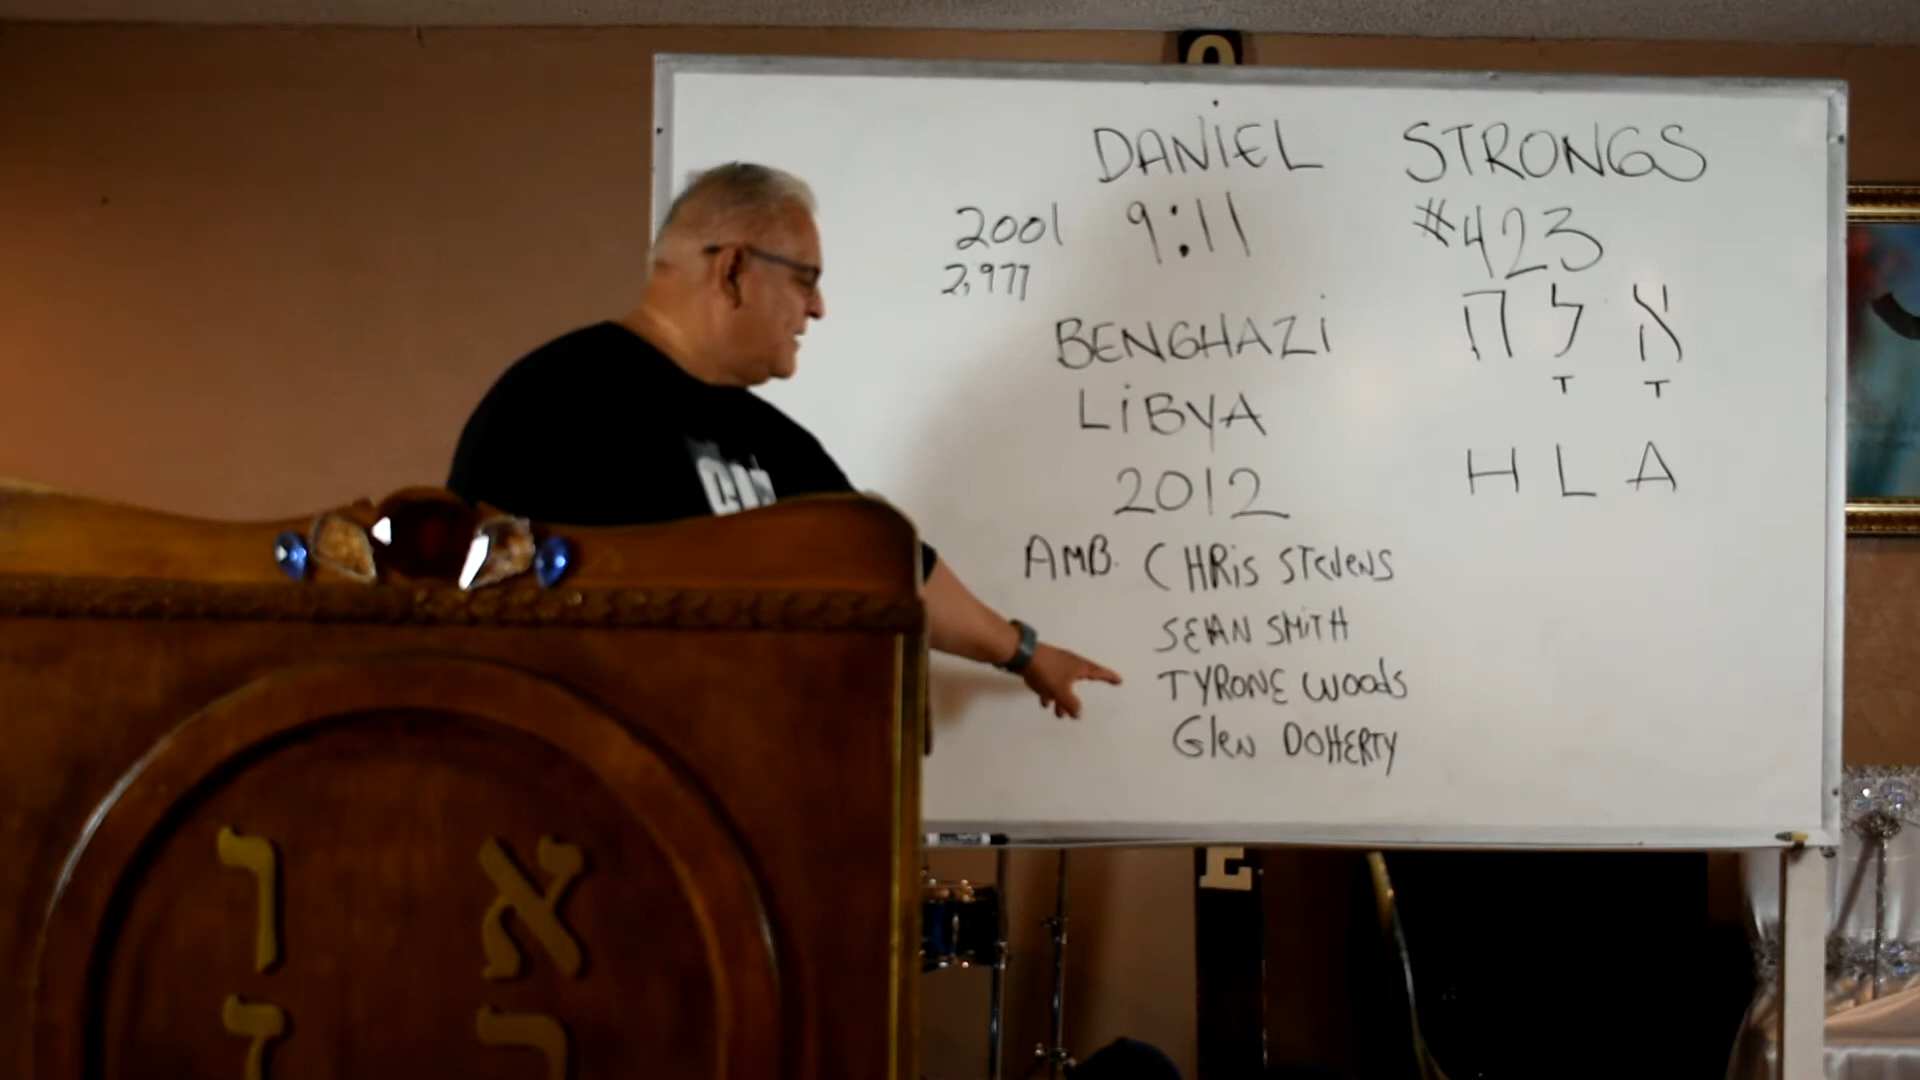 DANiEL
9:11
2001
2,977
BENGHAZi
LiBYA
2012
AMB. CHRis STevens
SEAN SMiTH
TYRONE Woods
Glen DOHERTY
STRONGS
#423
אלה
H L A
ו
א
ז